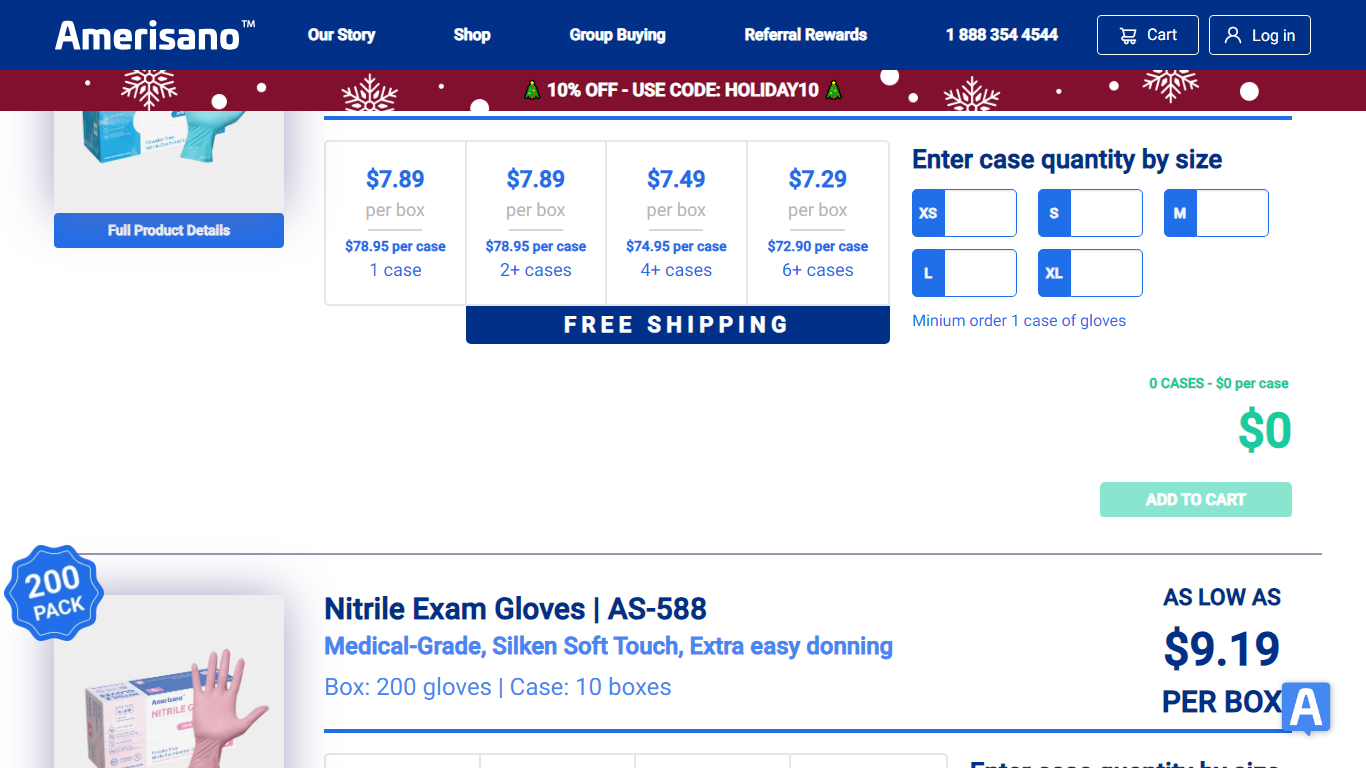 Amerisano™
Our Story
Shop
Group Buying
Referral Rewards
1 888 354 4544
Cart
Log in
10% OFF - USE CODE: HOLIDAY10
Full Product Details
$7.89
per box
$78.95 per case
1 case
$7.89
per box
$78.95 per case
2+ cases
$7.49
per box
$74.95 per case
4+ cases
$7.29
per box
$72.90 per case
6+ cases
FREE SHIPPING
Enter case quantity by size
XS
S
M
L
XL
Minium order 1 case of gloves
0 CASES - $0 per case
$0
ADD TO CART
200
PACK
Nitrile Exam Gloves | AS-588
Medical-Grade, Silken Soft Touch, Extra easy donning
Box: 200 gloves | Case: 10 boxes
AS LOW AS
$9.19
PER BOX
A
Amerisano
NITRILE
Enter case quantity by size